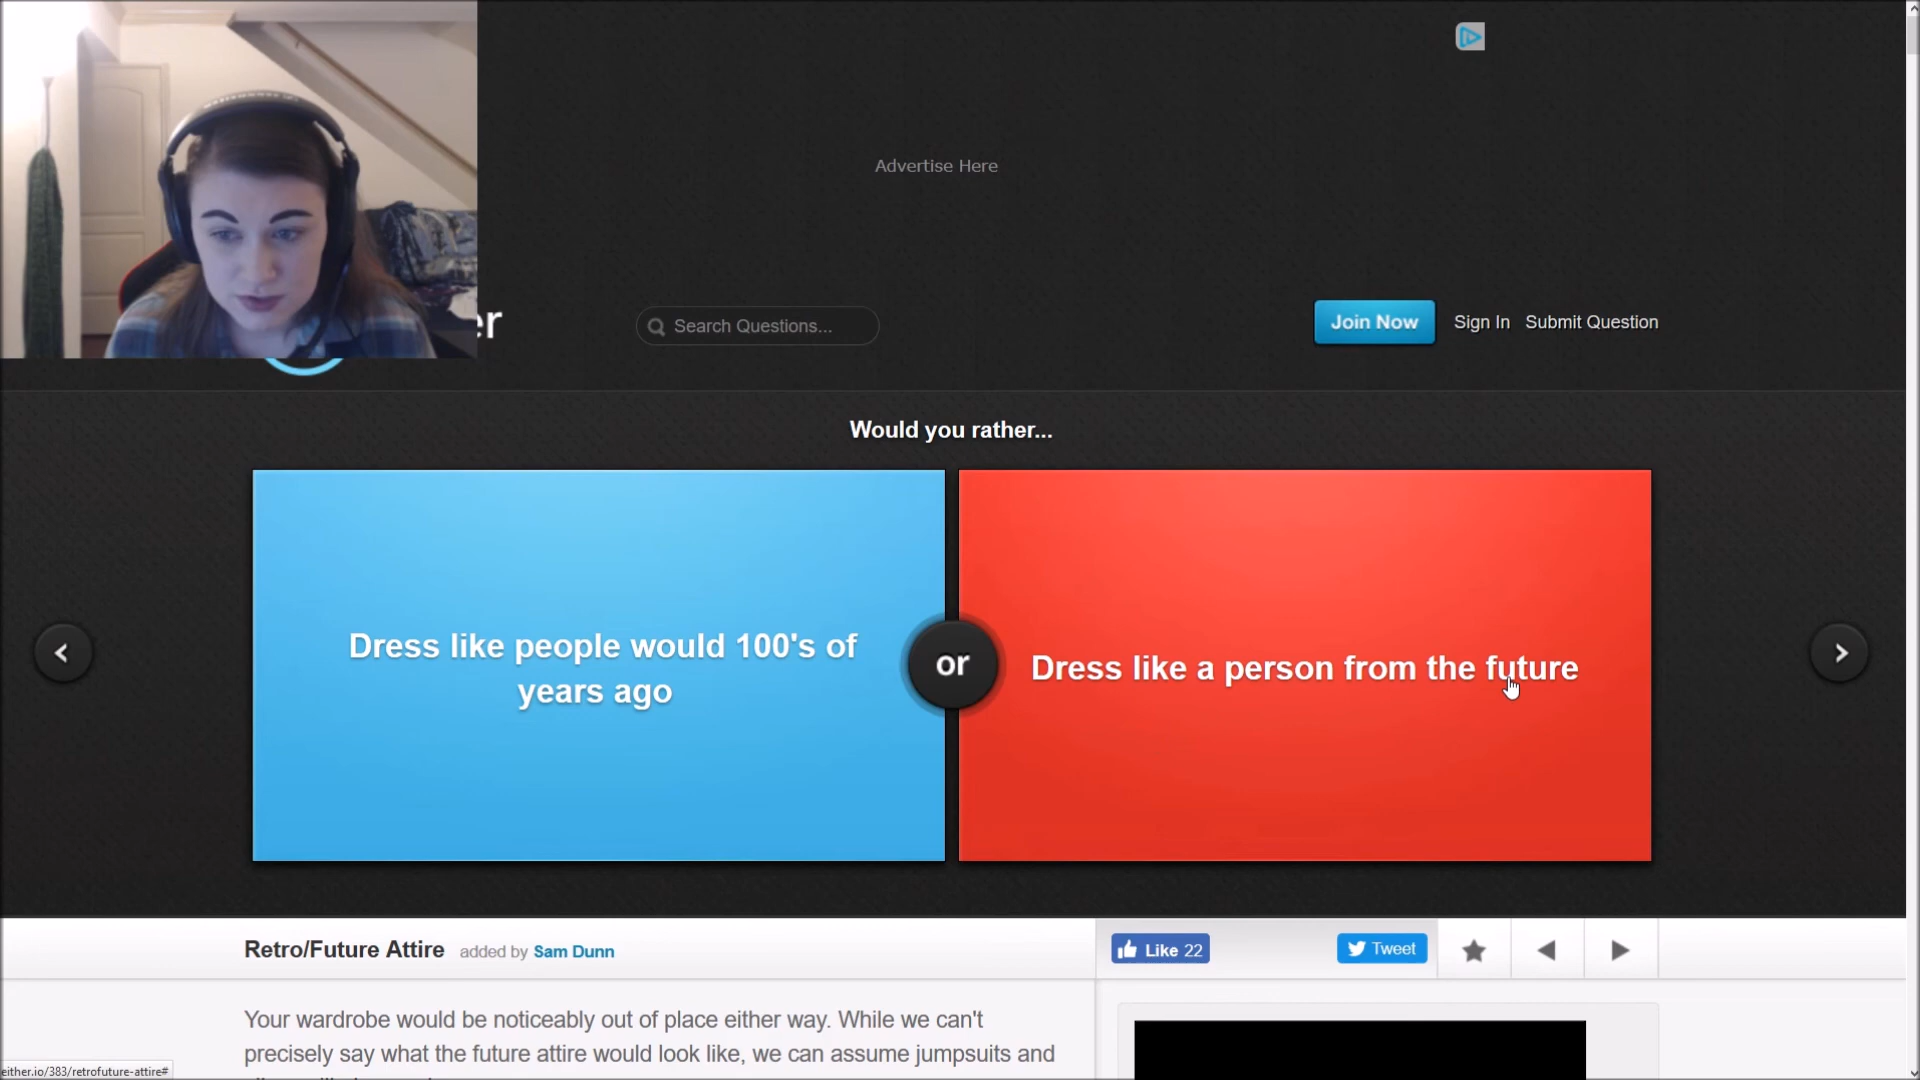 Advertise Here
er
Search Questions...
Join Now
Sign In
Submit Question
Would you rather...
Dress like people would 100's of
years ago
or
Dress like a person from the future
Retro/Future Attire added by Sam Dunn
Like 22
Tweet
Your wardrobe would be noticeably out of place either way. While we can't
precisely say what the future attire would look like, we can assume jumpsuits and
either.io/383/retrofuture-attire#